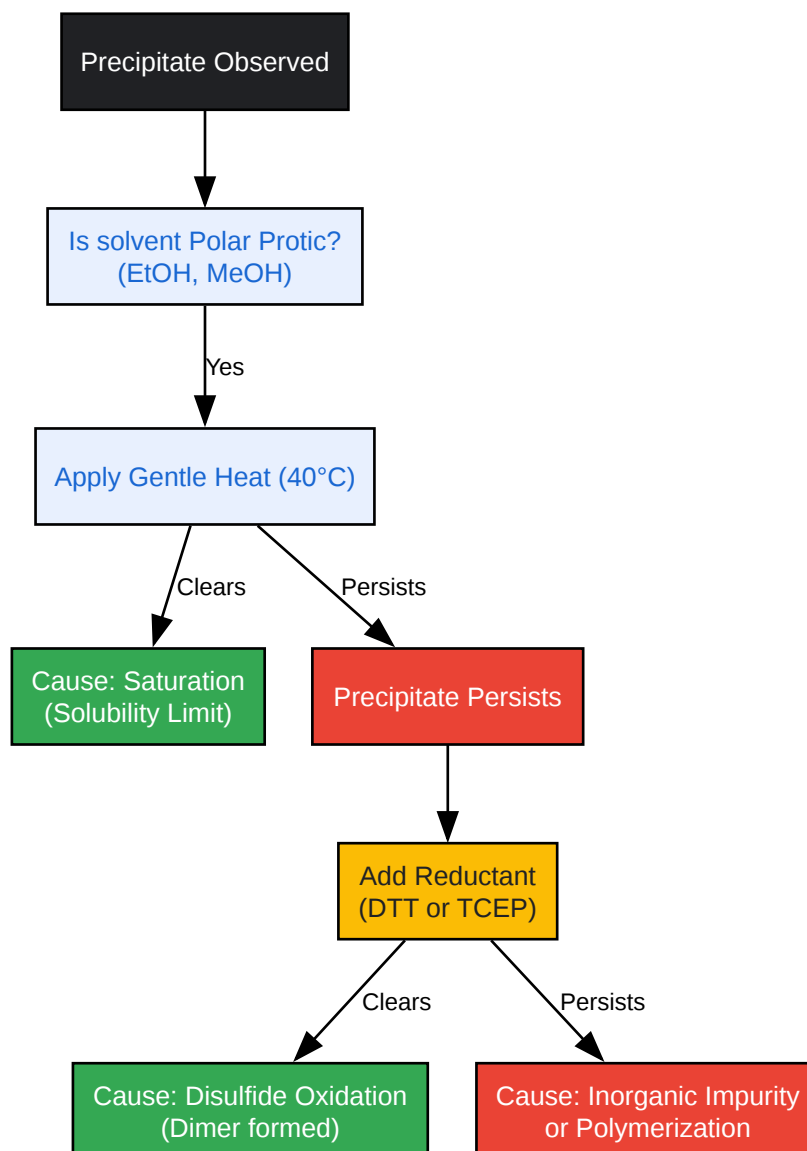 Precipitate Observed
Is solvent Polar Protic?
(EtOH, MeOH)
Yes
Apply Gentle Heat (40°C)
Clears
Persists
Cause: Saturation
(Solubility Limit)
Precipitate Persists
Add Reductant
(DTT or TCEP)
Clears
Persists
Cause: Disulfide Oxidation
(Dimer formed)
Cause: Inorganic Impurity
or Polymerization